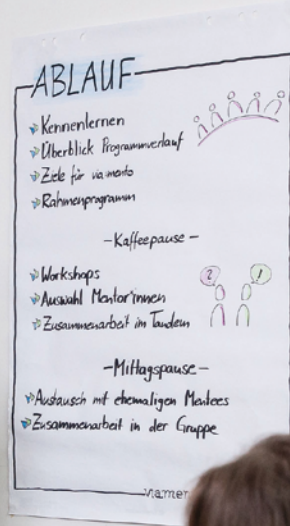 ABLAUF
Kennenlernen
Überblick Programmverlauf
Ziele für via mento
Rahmenprogramm
- Kaffeepause -
Workshops
Auswahl Mentor*innen
Zusammenarbeit im Tandem
? !
- Mittagspause -
Austausch mit ehemaligen Mentees
Zusammenarbeit in der Gruppe